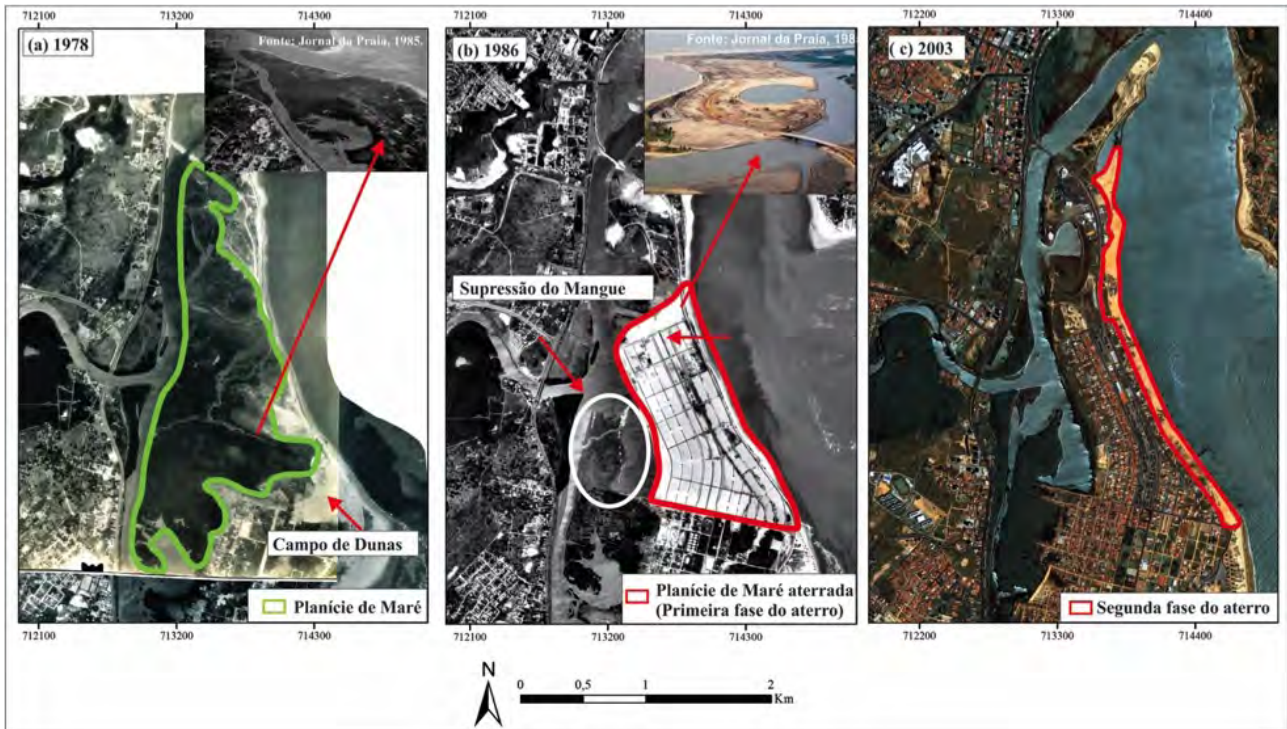 712100
713200
714300
713200
714300
712200
713300
714400
(a) 1978
Fonte: Jornal da Praia, 1985.
(b) 1986
Fonte: Jornal da Praia, 198
( c) 2003
Supressão do Mangue
Campo de Dunas
Planície de Maré
Planície de Maré aterrada
(Primeira fase do aterro)
Segunda fase do aterro
712100
713200
714300
712100
713200
714300
712200
713300
714400
N
0
0,5
1
2
Km